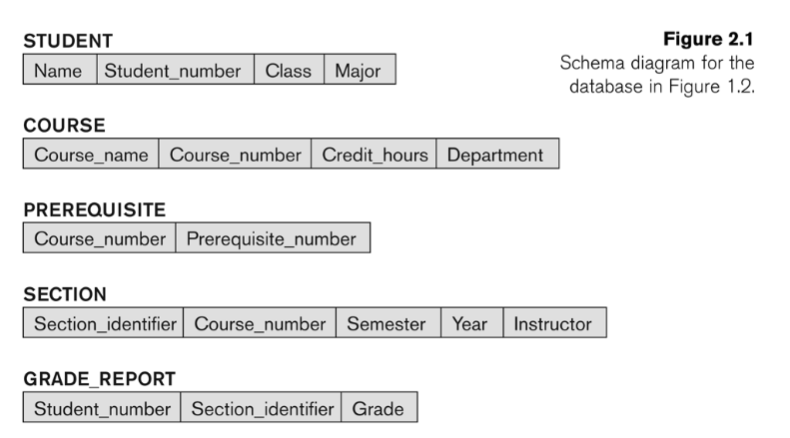 STUDENT
Name Student_number Class Major
COURSE
Course_name Course_number Credit_hours Department
PREREQUISITE
Course_number Prerequisite_number
SECTION
Section_identifier Course_number Semester Year Instructor
GRADE_REPORT
Student_number Section_identifier Grade
Figure 2.1
Schema diagram for the
database in Figure 1.2.